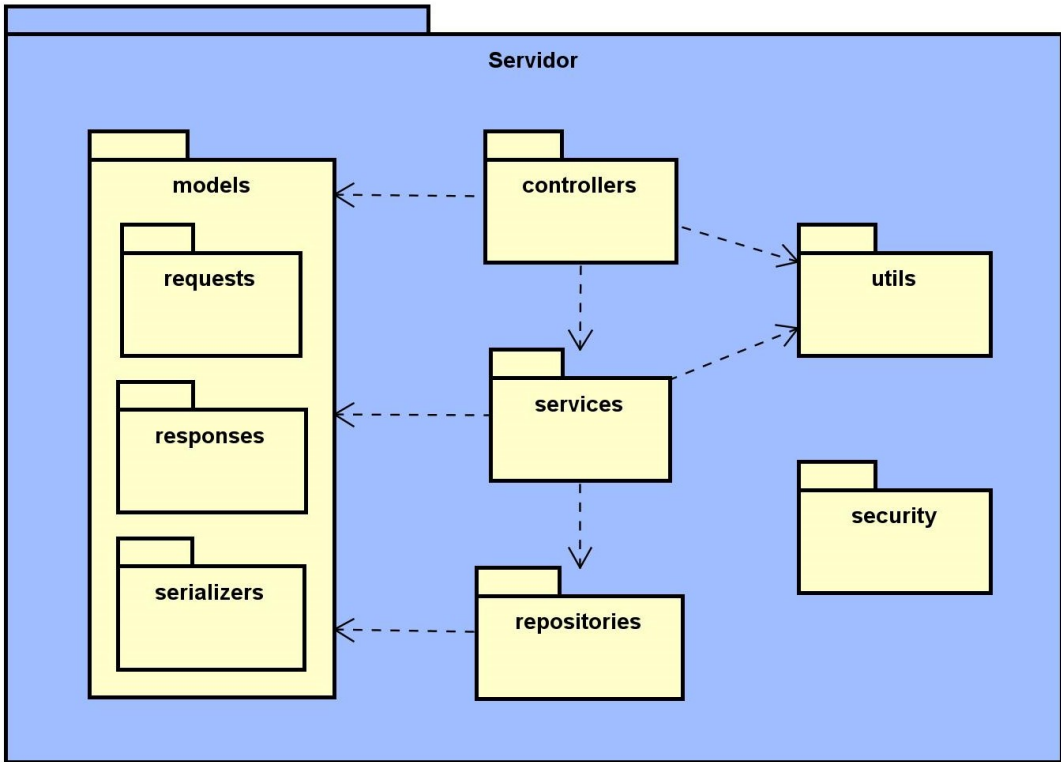 Servidor
models
requests
responses
serializers
controllers
services
repositories
utils
security